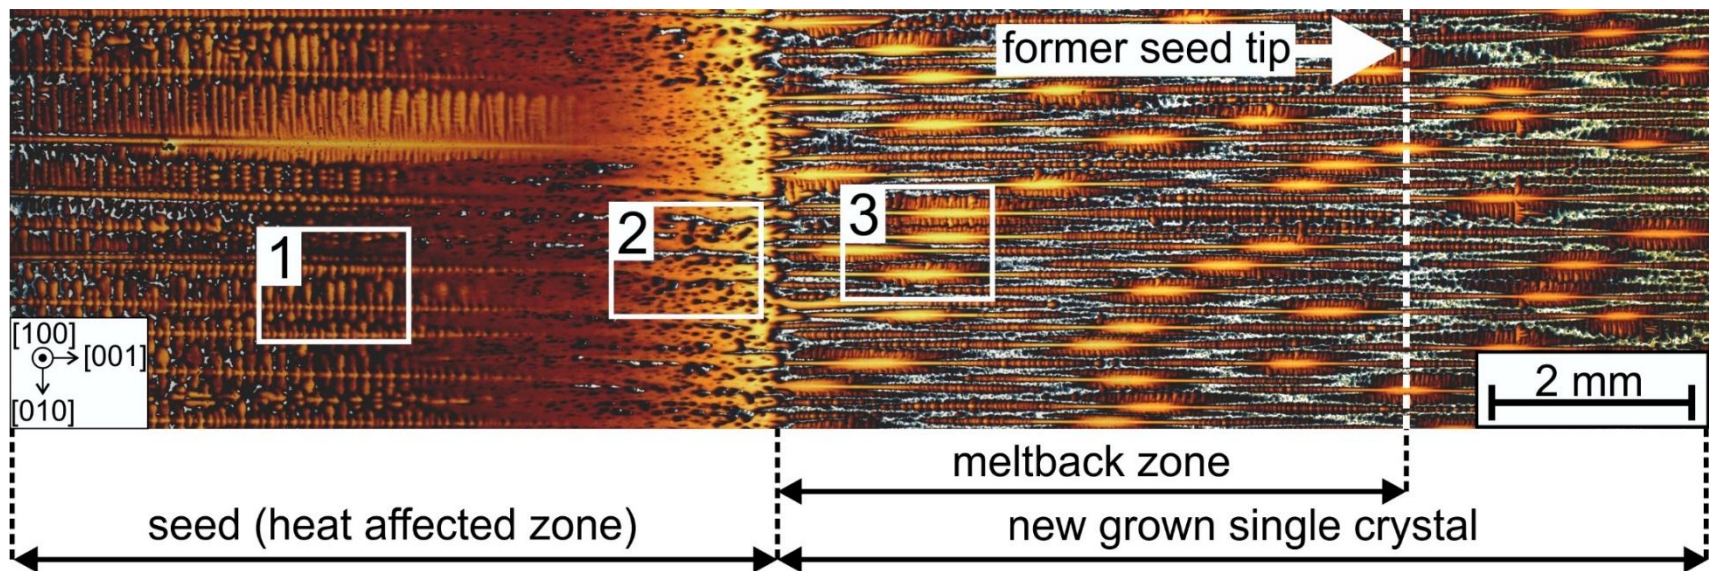 former seed tip
1
2
3
[100]
[001]
[010]
2 mm
meltback zone
seed (heat affected zone)
new grown single crystal